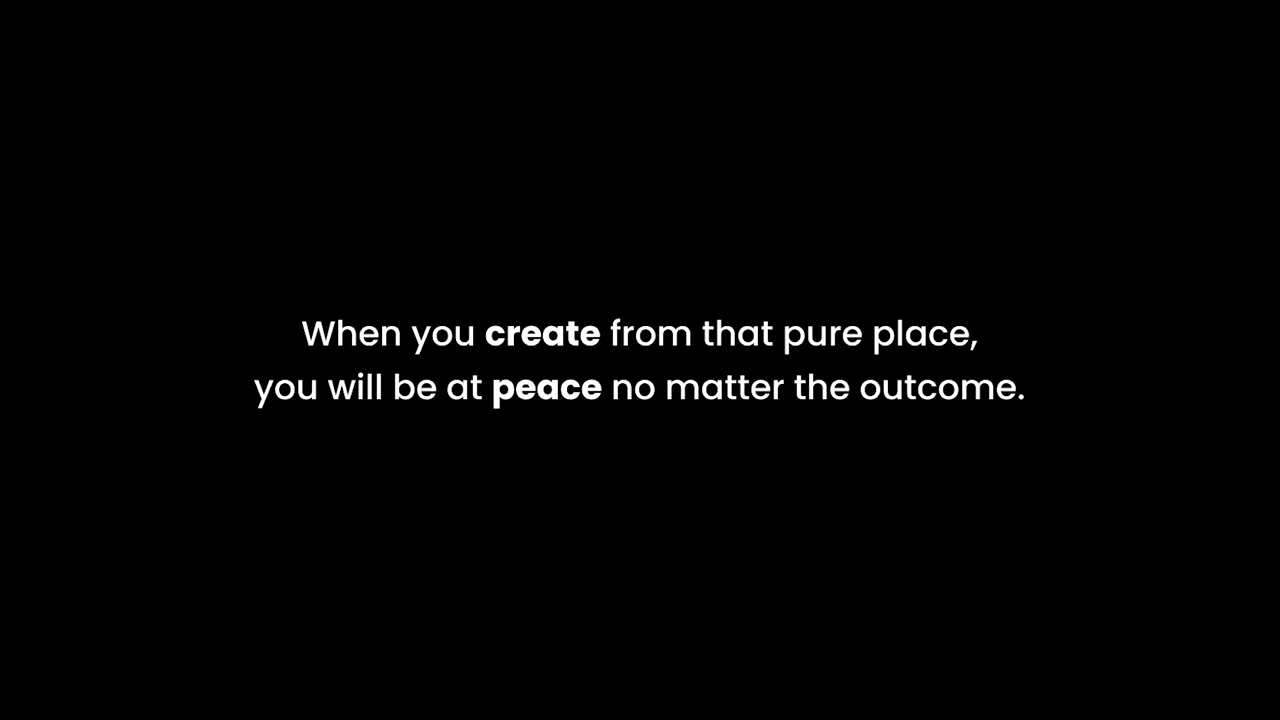 When you create from that pure place,
you will be at peace no matter the outcome.